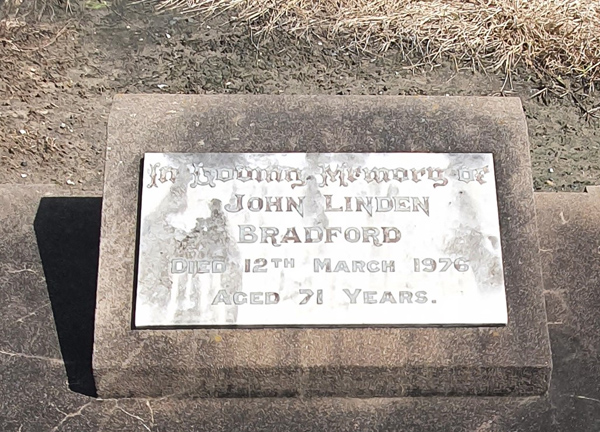 In Loving Memory of
John Linden
Bradford
Died 12th March 1976
Aged 71 Years.